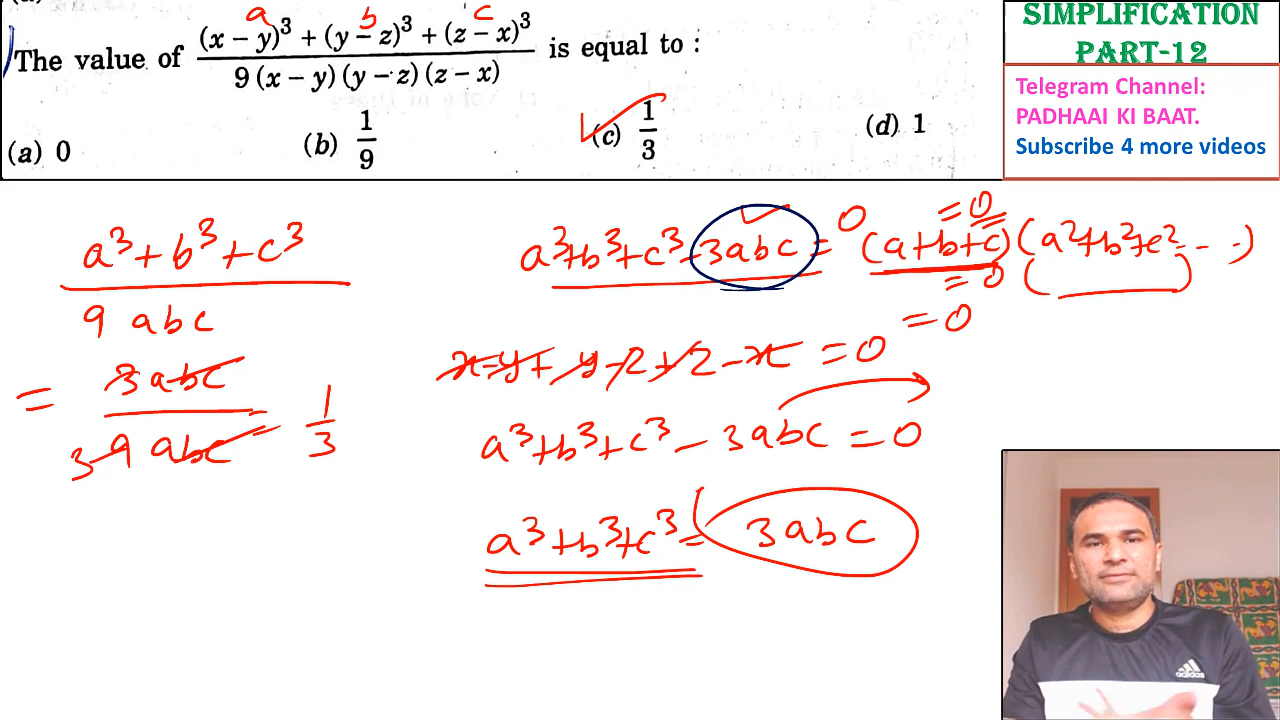 a b c
The value of (x – y)³ + (y – z)³ + (z – x)³ / 9 (x – y) (y – z) (z – x) is equal to :
(a) 0 (b) 1/9 (c) 1/3 (d) 1
SIMPLIFICATION
PART-12
Telegram Channel:
PADHAAI KI BAAT.
Subscribe 4 more videos
a³+b³+c³ / 9 abc
= 3abc / 9 abc = 1/3
3
a³+b³+c³-3abc = (a+b+c)(a²+b²+c²- - -)
0 =0
=0 ( )
=0
x-y+y-z+z-x =0
a³+b³+c³-3abc =0
a³+b³+c³ = 3abc
adidas